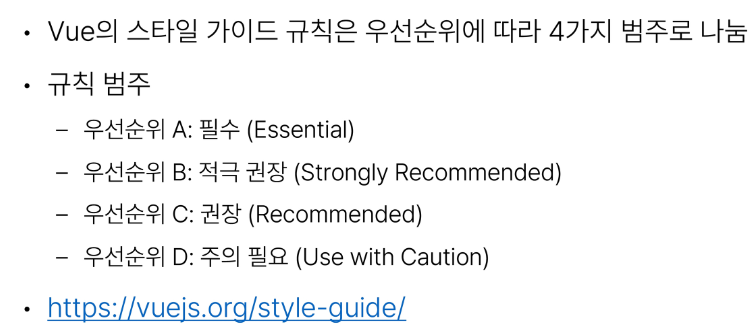 • Vue의 스타일 가이드 규칙은 우선순위에 따라 4가지 범주로 나눔
• 규칙 범주
– 우선순위 A: 필수 (Essential)
– 우선순위 B: 적극 권장 (Strongly Recommended)
– 우선순위 C: 권장 (Recommended)
– 우선순위 D: 주의 필요 (Use with Caution)
• https://vuejs.org/style-guide/